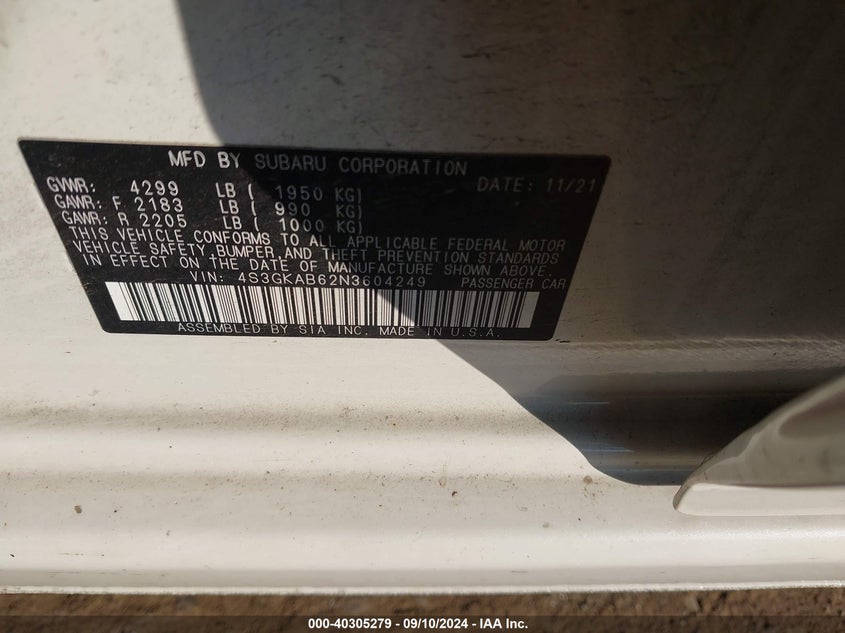 MFD BY SUBARU CORPORATION
DATE: 11/21
GVWR: 4299 LB ( 1950 KG)
GAWR: F 2183 LB ( 990 KG)
GAWR: R 2205 LB ( 1000 KG)
THIS VEHICLE CONFORMS TO ALL APPLICABLE FEDERAL MOTOR
VEHICLE SAFETY, BUMPER, AND THEFT PREVENTION STANDARDS
IN EFFECT ON THE DATE OF MANUFACTURE SHOWN ABOVE.
VIN: 4S3GKAB62N3604249 PASSENGER CAR
ASSEMBLED BY SIA INC. MADE IN U.S.A.
000-40305279 - 09/10/2024 - IAA Inc.